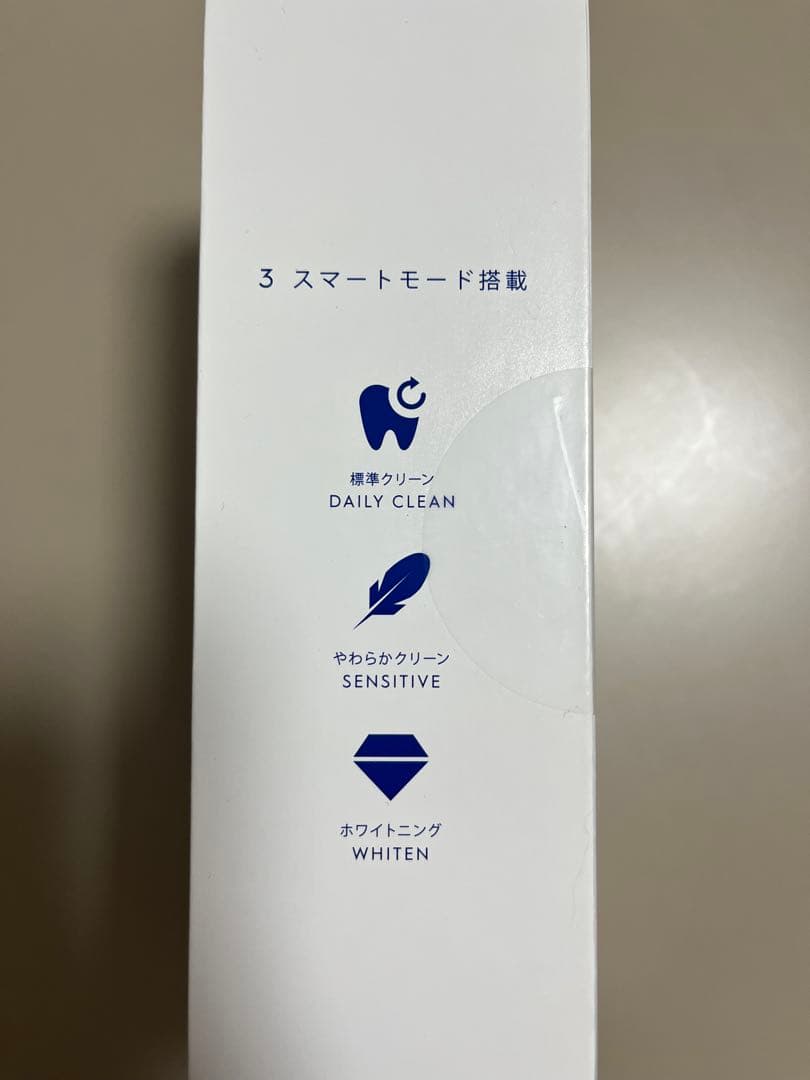 3 スマートモード搭載
標準クリーン
DAILY CLEAN
やわらかクリーン
SENSITIVE
ホワイトニング
WHITEN